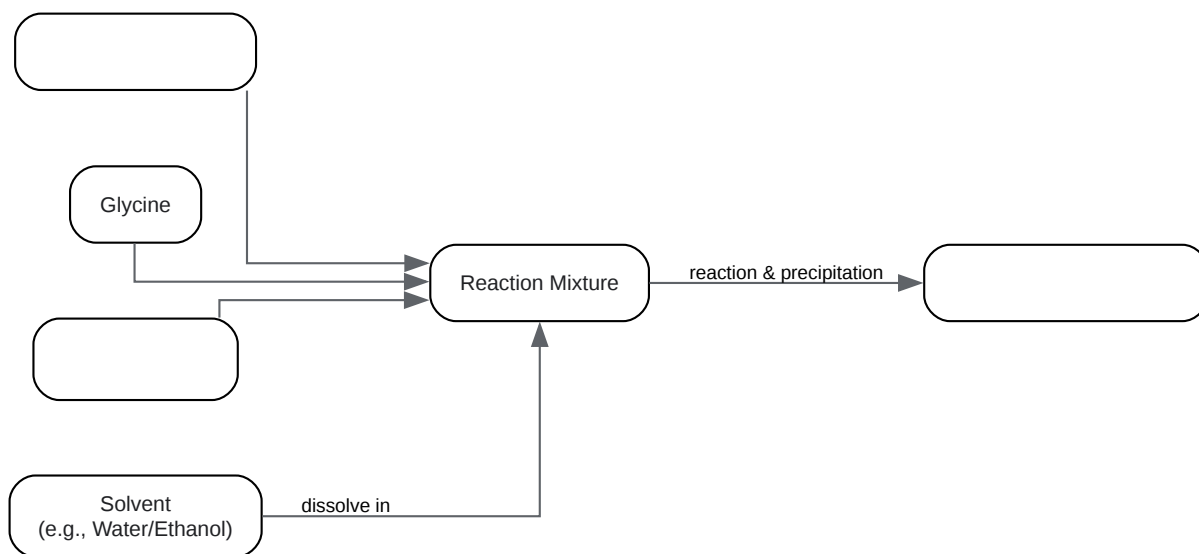 Glycine
Reaction Mixture
reaction & precipitation
Solvent
(e.g., Water/Ethanol)
dissolve in